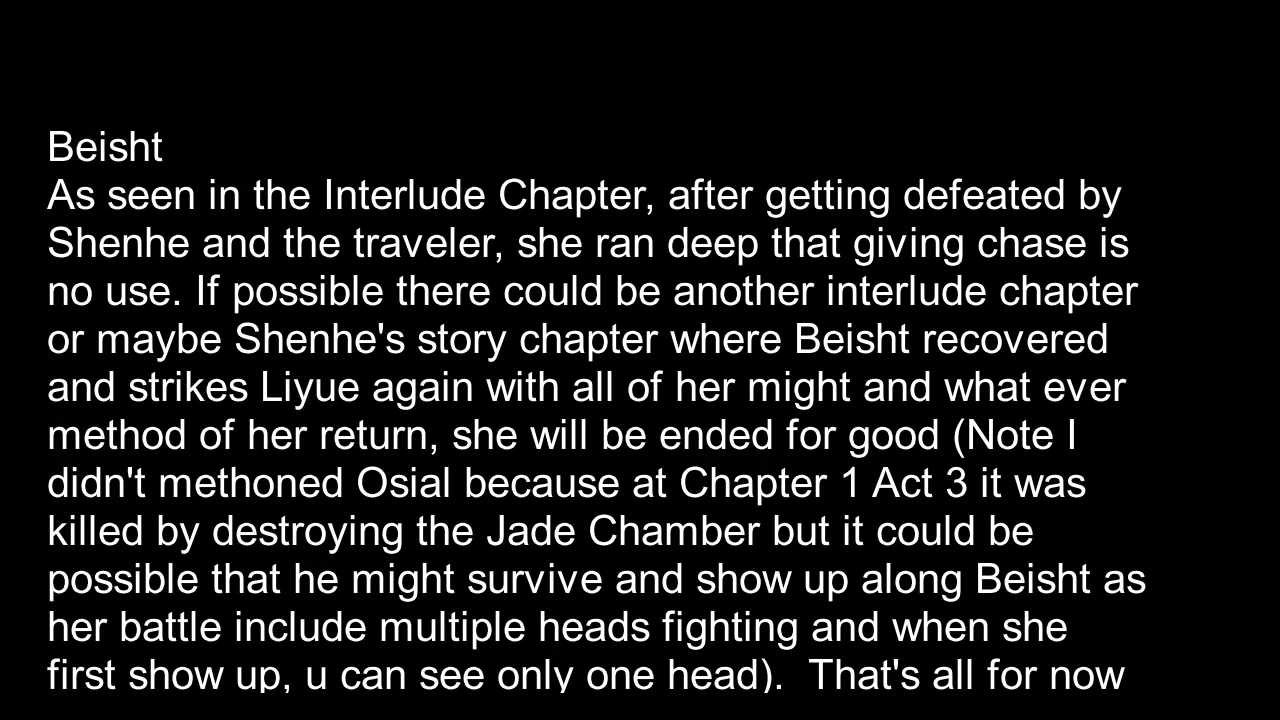 Beisht
As seen in the Interlude Chapter, after getting defeated by
Shenhe and the traveler, she ran deep that giving chase is
no use. If possible there could be another interlude chapter
or maybe Shenhe's story chapter where Beisht recovered
and strikes Liyue again with all of her might and what ever
method of her return, she will be ended for good (Note I
didn't methoned Osial because at Chapter 1 Act 3 it was
killed by destroying the Jade Chamber but it could be
possible that he might survive and show up along Beisht as
her battle include multiple heads fighting and when she
first show up, u can see only one head).  That's all for now